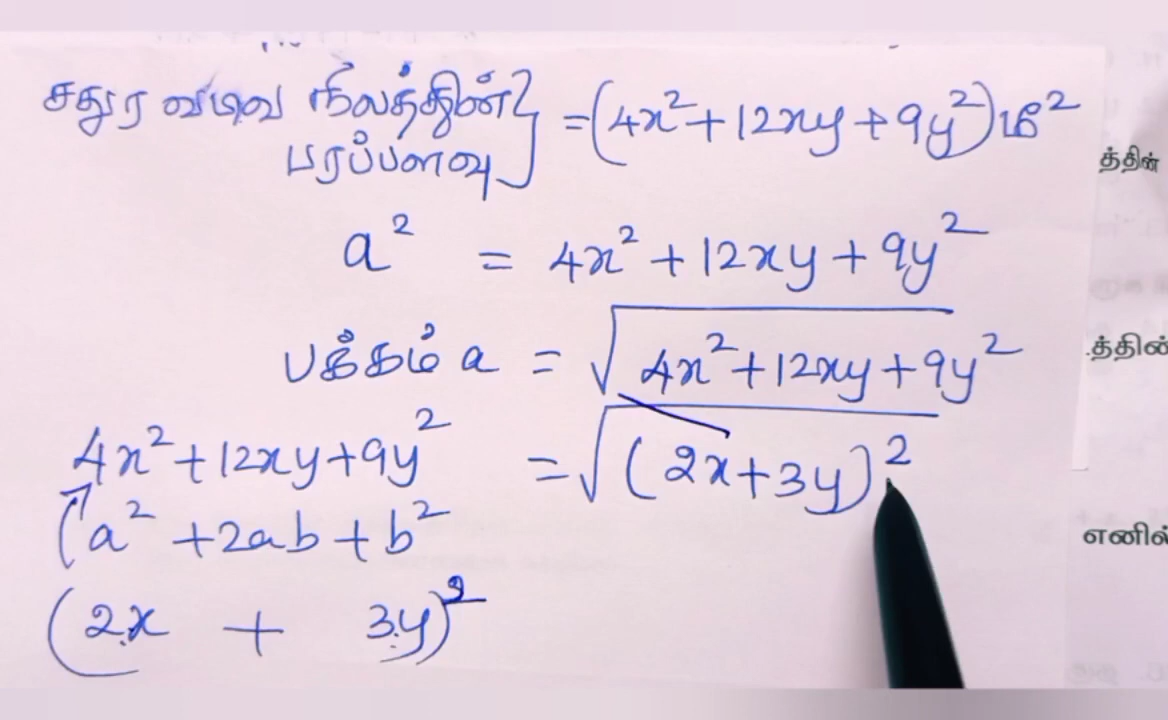 சதுர வடிவ நிலத்தின்
பரப்பளவு } = (4x² + 12xy + 9y²) மீ²
a² = 4x² + 12xy + 9y²
பக்கம் a = √4x² + 12xy + 9y²
4x² + 12xy + 9y² = √(2x + 3y)²
(a² + 2ab + b²
(2x + 3y)²
த்தின்
.த்தின்
எனில்